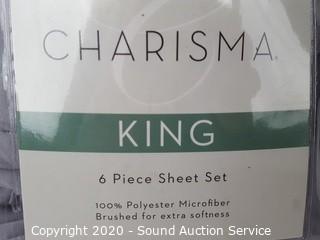 CHARISMA
KING
6 Piece Sheet Set
100% Polyester Microfiber
Brushed for extra softness
Copyright 2020 - Sound Auction Service